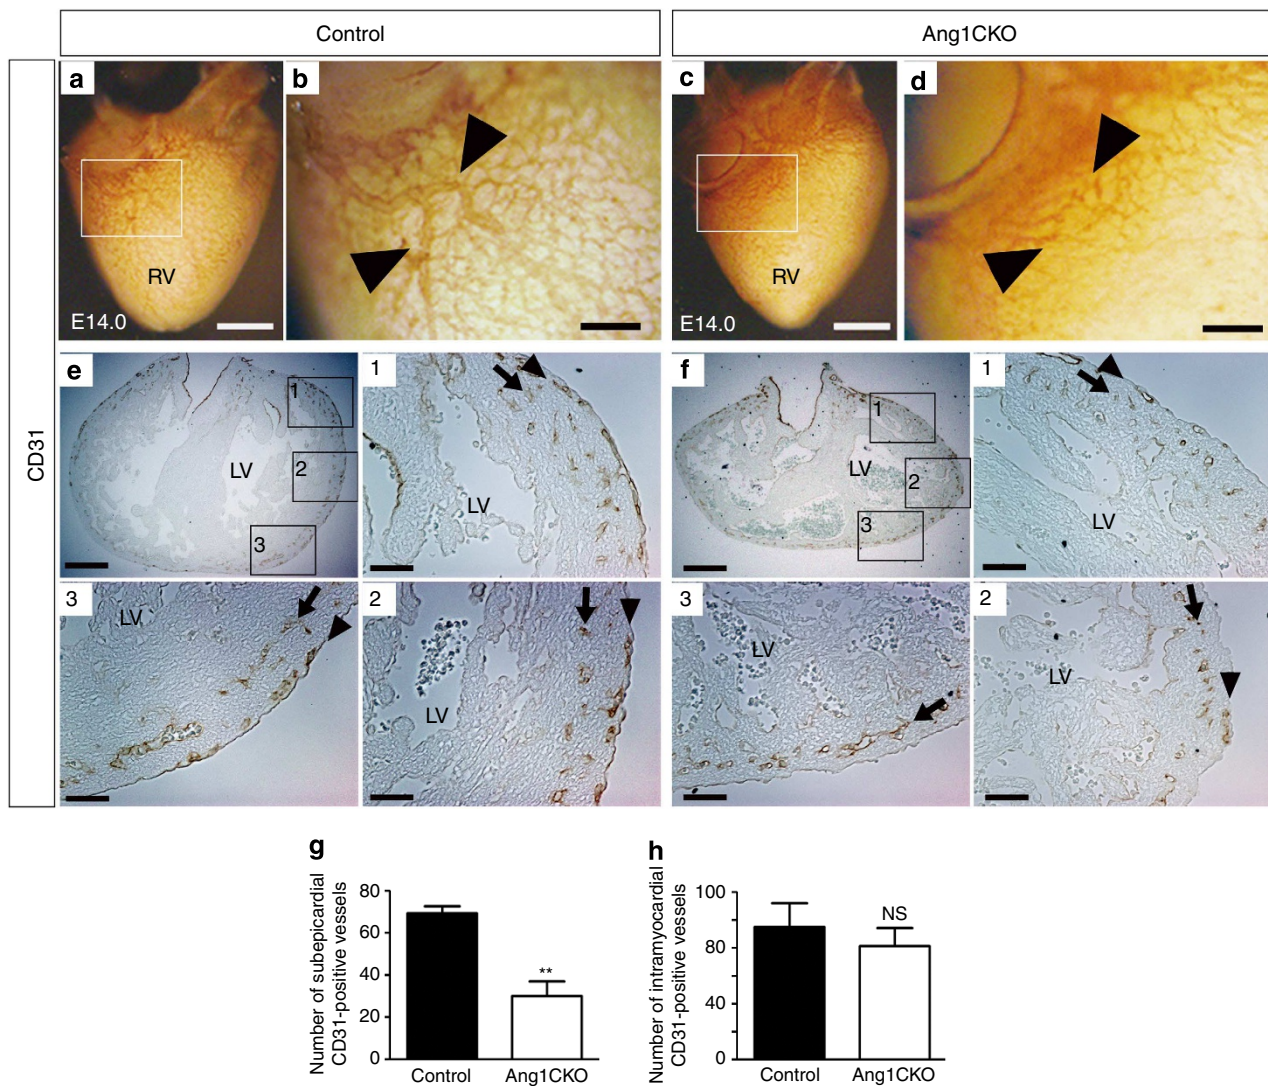 Control
Ang1CKO
CD31
a
RV
E14.0
b
c
RV
E14.0
d
e
1
2
3
LV
1
LV
f
1
2
3
LV
1
LV
3
LV
2
LV
3
LV
2
LV
g
Number of subepicardial
CD31-positive vessels
80
60
40
20
0
**
Control
Ang1CKO
h
Number of intramyocardial
CD31-positive vessels
100
80
40
0
NS
Control
Ang1CKO